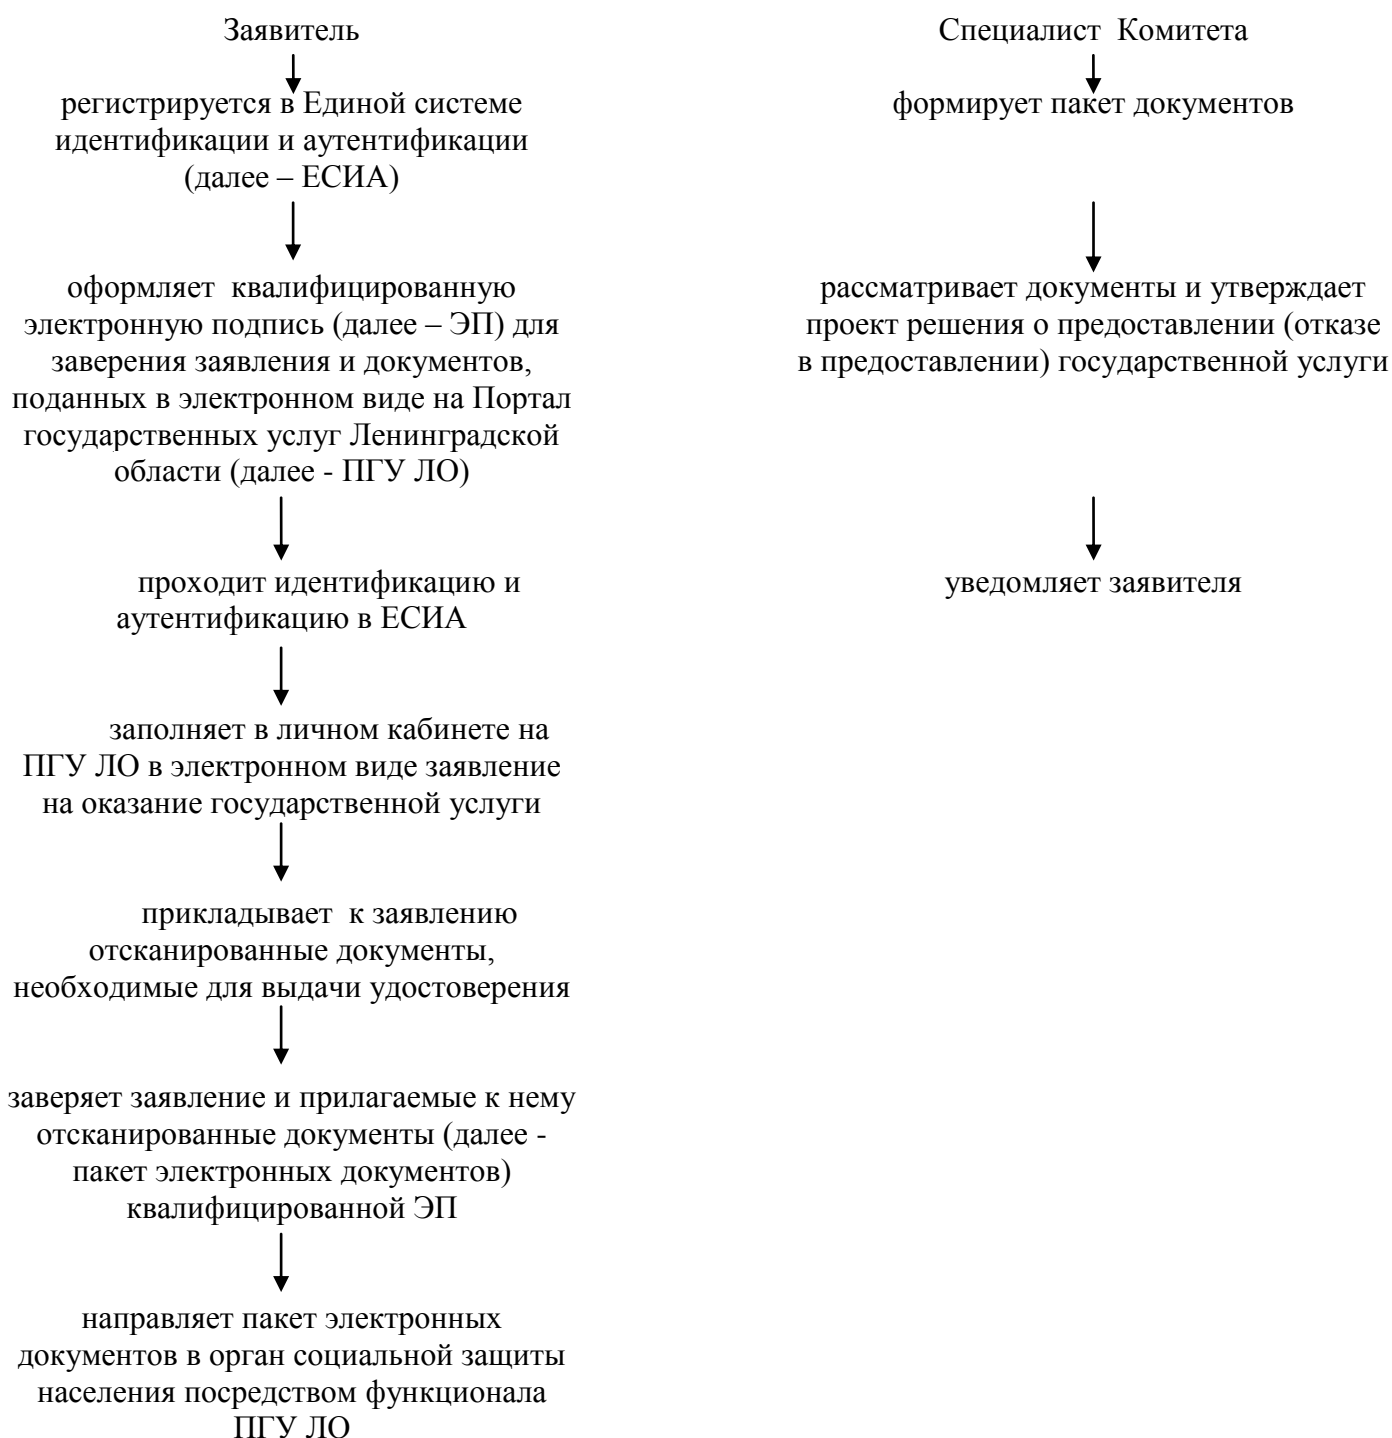 Заявитель
регистрируется в Единой системе
идентификации и аутентификации
(далее – ЕСИА)
оформляет квалифицированную
электронную подпись (далее – ЭП) для
заверения заявления и документов,
поданных в электронном виде на Портал
государственных услуг Ленинградской
области (далее - ПГУ ЛО)
проходит идентификацию и
аутентификацию в ЕСИА
заполняет в личном кабинете на
ПГУ ЛО в электронном виде заявление
на оказание государственной услуги
прикладывает к заявлению
отсканированные документы,
необходимые для выдачи удостоверения
заверяет заявление и прилагаемые к нему
отсканированные документы (далее -
пакет электронных документов)
квалифицированной ЭП
направляет пакет электронных
документов в орган социальной защиты
населения посредством функционала
ПГУ ЛО
Специалист Комитета
формирует пакет документов
рассматривает документы и утверждает
проект решения о предоставлении (отказе
в предоставлении) государственной услуги
уведомляет заявителя